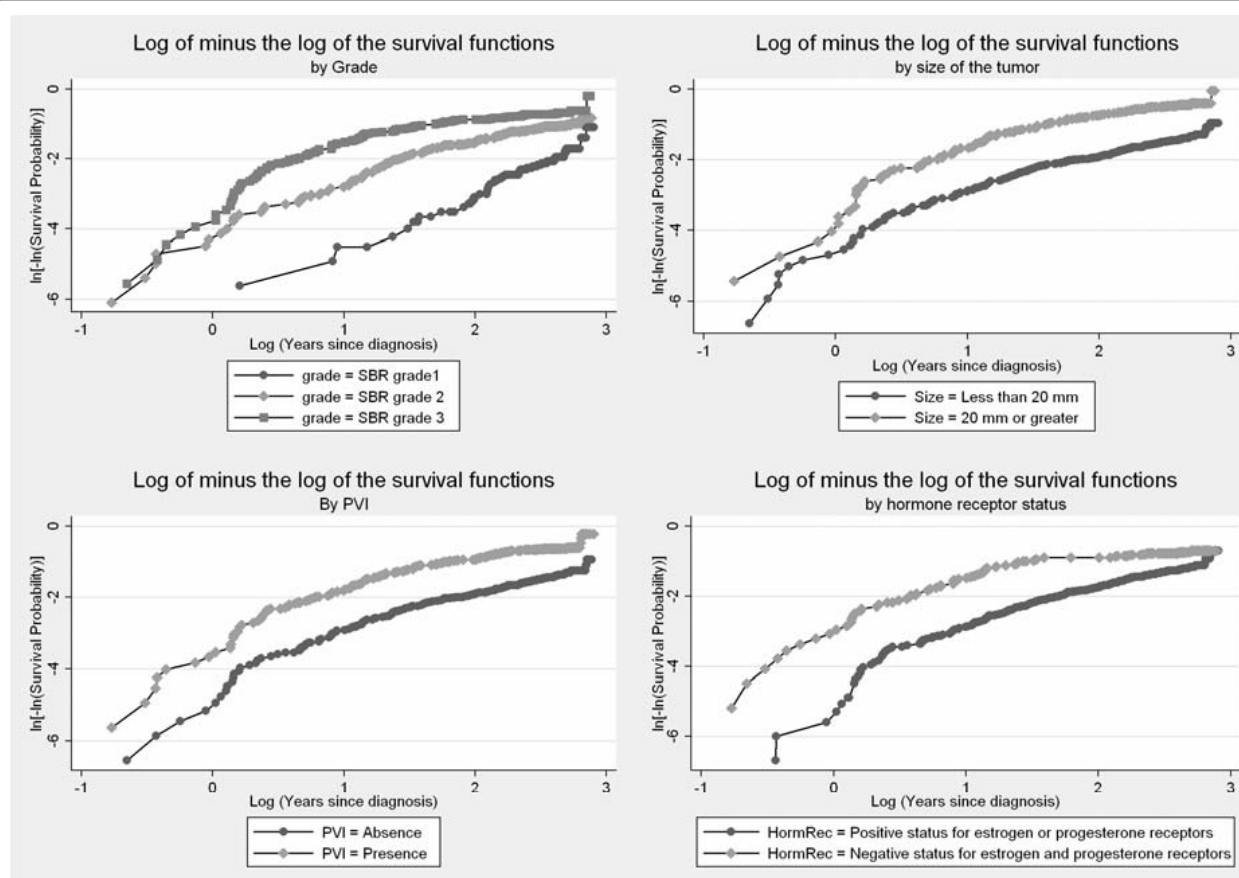 Log of minus the log of the survival functions
by Grade
ln[-ln(Survival Probability)]
0
-2
-4
-6
-1 0 1 2 3
Log (Years since diagnosis)
grade = SBR grade1
grade = SBR grade 2
grade = SBR grade 3
Log of minus the log of the survival functions
by size of the tumor
ln[-ln(Survival Probability)]
0
-2
-4
-6
-1 0 1 2 3
Log (Years since diagnosis)
Size = Less than 20 mm
Size = 20 mm or greater
Log of minus the log of the survival functions
By PVI
ln[-ln(Survival Probability)]
0
-2
-4
-6
-1 0 1 2 3
Log (Years since diagnosis)
PVI = Absence
PVI = Presence
Log of minus the log of the survival functions
by hormone receptor status
ln[-ln(Survival Probability)]
0
-2
-4
-6
-1 0 1 2 3
Log (Years since diagnosis)
HormRec = Positive status for estrogen or progesterone receptors
HormRec = Negative status for estrogen and progesterone receptors